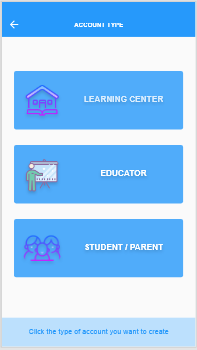 ACCOUNT TYPE
LEARNING CENTER
EDUCATOR
STUDENT / PARENT
Click the type of account you want to create